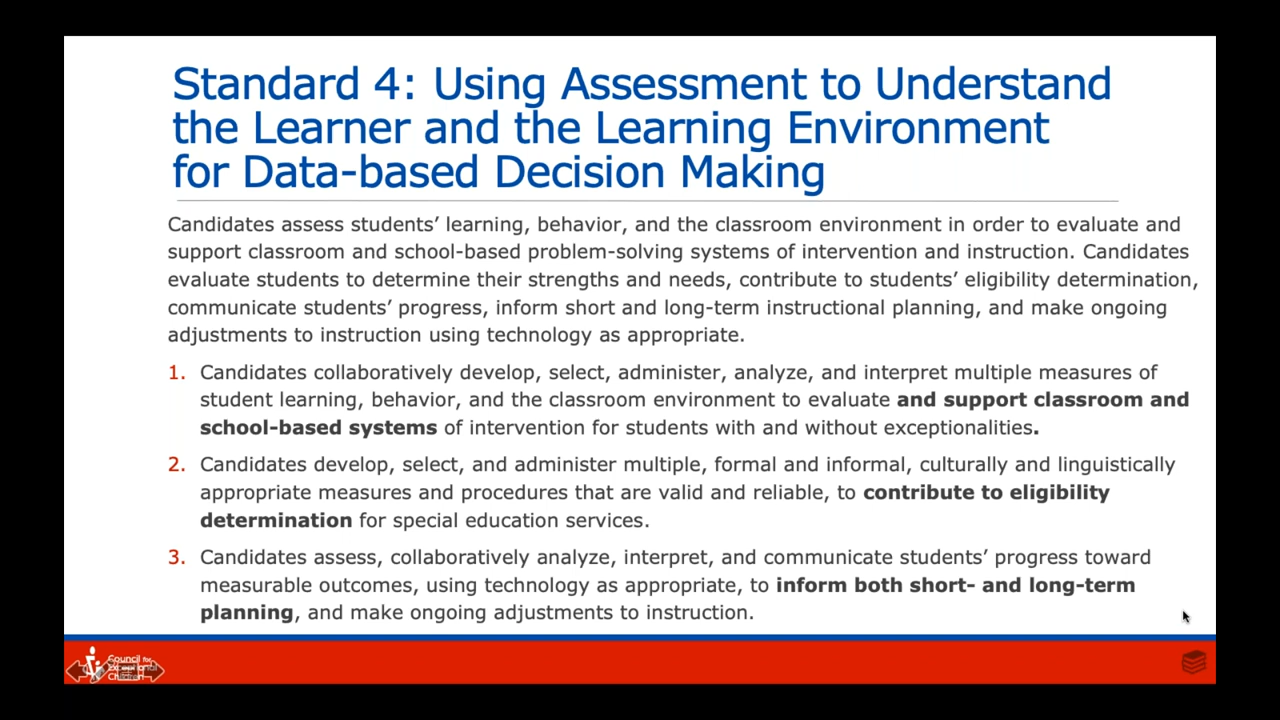 Standard 4: Using Assessment to Understand
the Learner and the Learning Environment
for Data-based Decision Making
Candidates assess students’ learning, behavior, and the classroom environment in order to evaluate and
support classroom and school-based problem-solving systems of intervention and instruction. Candidates
evaluate students to determine their strengths and needs, contribute to students’ eligibility determination,
communicate students’ progress, inform short and long-term instructional planning, and make ongoing
adjustments to instruction using technology as appropriate.
1. Candidates collaboratively develop, select, administer, analyze, and interpret multiple measures of
student learning, behavior, and the classroom environment to evaluate and support classroom and
school-based systems of intervention for students with and without exceptionalities.
2. Candidates develop, select, and administer multiple, formal and informal, culturally and linguistically
appropriate measures and procedures that are valid and reliable, to contribute to eligibility
determination for special education services.
3. Candidates assess, collaboratively analyze, interpret, and communicate students’ progress toward
measurable outcomes, using technology as appropriate, to inform both short- and long-term
planning, and make ongoing adjustments to instruction.
Council for
Exceptional
Children